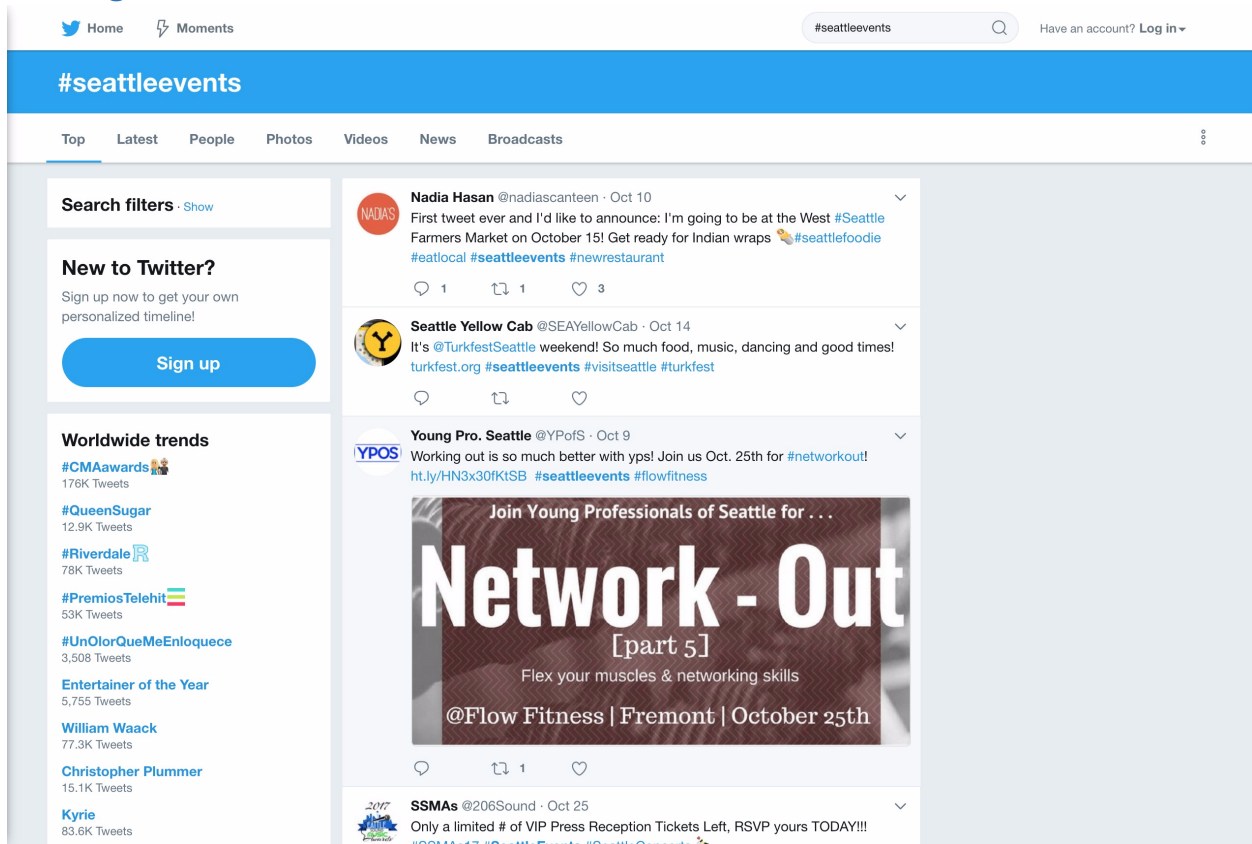 Home
Moments
#seattleevents
Have an account? Log in
#seattleevents
Top
Latest
People
Photos
Videos
News
Broadcasts
Search filters · Show
New to Twitter?
Sign up now to get your own
personalized timeline!
Sign up
Worldwide trends
#CMAawards
176K Tweets
#QueenSugar
12.9K Tweets
#Riverdale
78K Tweets
#PremiosTelehit
53K Tweets
#UnOlorQueMeEnloquece
3,508 Tweets
Entertainer of the Year
5,755 Tweets
William Waack
77.3K Tweets
Christopher Plummer
15.1K Tweets
Kyrie
83.6K Tweets
NADIA'S
Nadia Hasan @nadiascanteen · Oct 10
First tweet ever and I'd like to announce: I'm going to be at the West #Seattle
Farmers Market on October 15! Get ready for Indian wraps 🌯#seattlefoodie
#eatlocal #seattleevents #newrestaurant
1 1 3
Y
Seattle Yellow Cab @SEAYellowCab · Oct 14
It's @TurkfestSeattle weekend! So much food, music, dancing and good times!
turkfest.org #seattleevents #visitseattle #turkfest
YPOS
Young Pro. Seattle @YPofS · Oct 9
Working out is so much better with yps! Join us Oct. 25th for #networkout!
ht.ly/HN3x30fKtSB #seattleevents #flowfitness
Join Young Professionals of Seattle for . . .
Network - Out
[part 5]
Flex your muscles & networking skills
@Flow Fitness | Fremont | October 25th
1
2017
SSMAs @206Sound · Oct 25
Only a limited # of VIP Press Reception Tickets Left, RSVP yours TODAY!!!
#SSMAs17 #SeattleEvents #SeattleConcerts